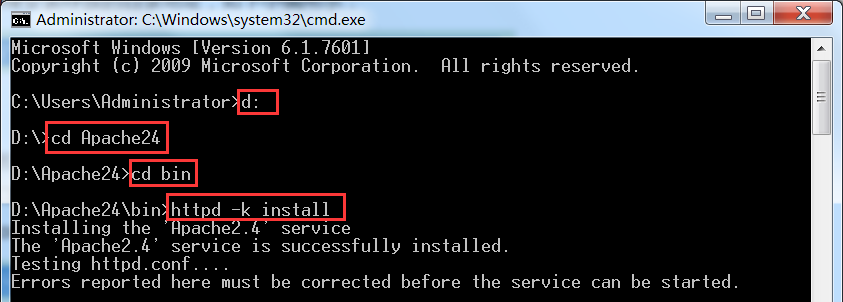 Administrator: C:\Windows\system32\cmd.exe
Microsoft Windows [Version 6.1.7601]
Copyright (c) 2009 Microsoft Corporation.  All rights reserved.
C:\Users\Administrator>d:
D:\>cd Apache24
D:\Apache24>cd bin
D:\Apache24\bin>httpd -k install
Installing the 'Apache2.4' service
The 'Apache2.4' service is successfully installed.
Testing httpd.conf....
Errors reported here must be corrected before the service can be started.